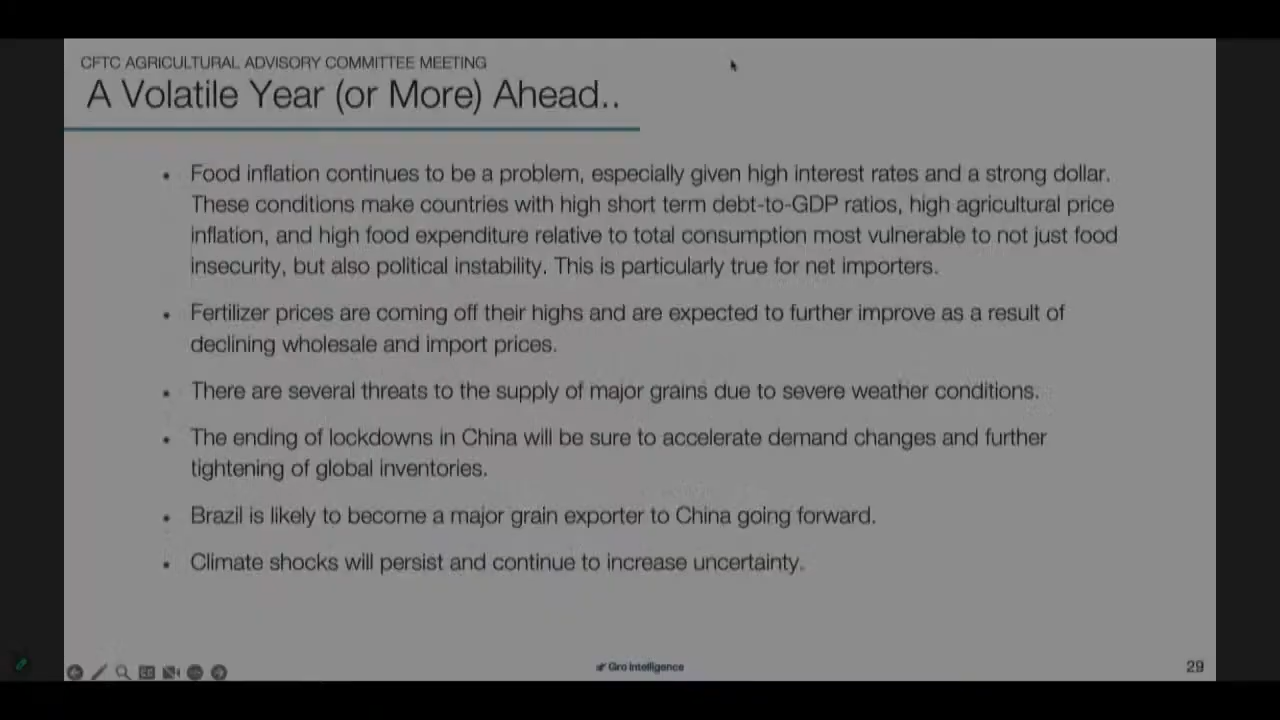 CFTC AGRICULTURAL ADVISORY COMMITTEE MEETING
A Volatile Year (or More) Ahead..
• Food inflation continues to be a problem, especially given high interest rates and a strong dollar.
These conditions make countries with high short term debt-to-GDP ratios, high agricultural price
inflation, and high food expenditure relative to total consumption most vulnerable to not just food
insecurity, but also political instability. This is particularly true for net importers.
• Fertilizer prices are coming off their highs and are expected to further improve as a result of
declining wholesale and import prices.
• There are several threats to the supply of major grains due to severe weather conditions.
• The ending of lockdowns in China will be sure to accelerate demand changes and further
tightening of global inventories.
• Brazil is likely to become a major grain exporter to China going forward.
• Climate shocks will persist and continue to increase uncertainty.
Gro Intelligence
29